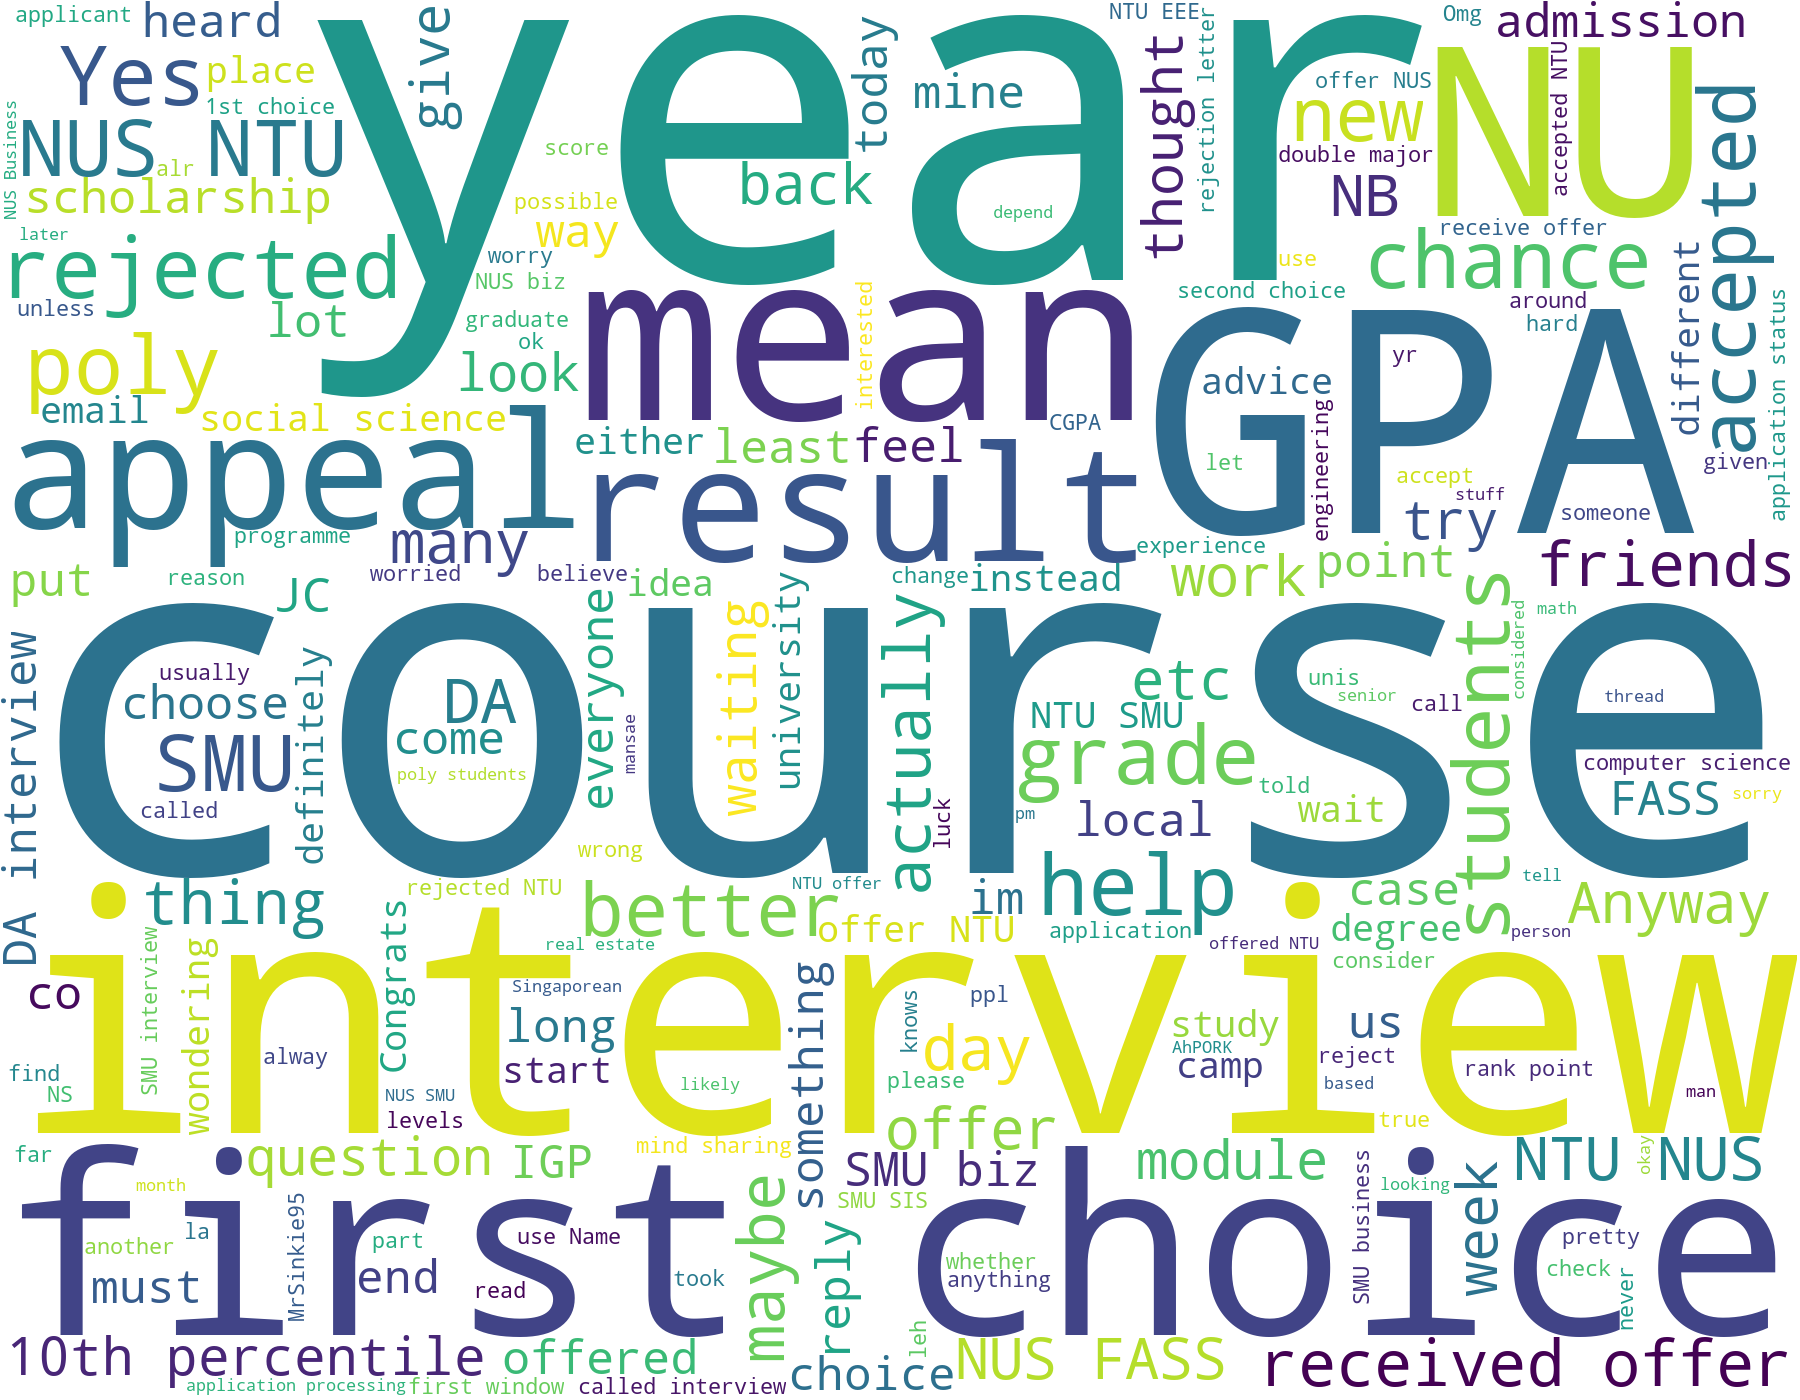 applicant
heard
year
give
today
mine
NTU EEE
thought
rejection letter
Omg
admission
Yes
place
1st choice
offer NUS
new
NU
accepted NTU
accepted
NUS Business
NUS NTU
alr
score
back
double major
NB
scholarship
possible
way
depend
receive offer
later
rejected
worry
NUS biz
use
chance
different
unless
lot
graduate
ok
mean
interested
second choice
around
hard
application status
poly
look
GPA
advice
yr
email
social science
appeal
either
least
feel
CGPA
let
engineering
accept
stuff
given
result
try
someone
programme
many
experience
point
friends
put
reason
JC
worried
believe
idea
change
instead
work
course
considered
math
DA interview
usually
choose
definitely
DA
come
everyone
mansae
waiting
university
actually
etc
unis
senior
call
students
thread
SMU
NTU SMU
grade
poly students
told
computer science
called
luck
pm
local
wait
FASS
sorry
wrong
thing
rejected NTU
better
NTU offer
im
help
case
tell
Anyway
interview
Congrats
real estate
offer NTU
application
offered NTU
degree
person
consider
co
SMU interview
wondering
Singaporean
long
something
knows
ppl
study
us
alway
day
AhPORK
find
NS
start
camp
reject
rank point
NUS SMU
likely
please
based
man
levels
offer
true
first
far
question
IGP
mind sharing
SMU biz
module
NTU
okay
NUS
month
MrSinkie95
maybe
SMU SIS
choice
SMU business
looking
week
another
la
part
use Name
reply
whether
pretty
must
end
read
took
anything
check
never
10th percentile
offered
leh
NUS FASS
received offer
application processing
first window
called interview
choice